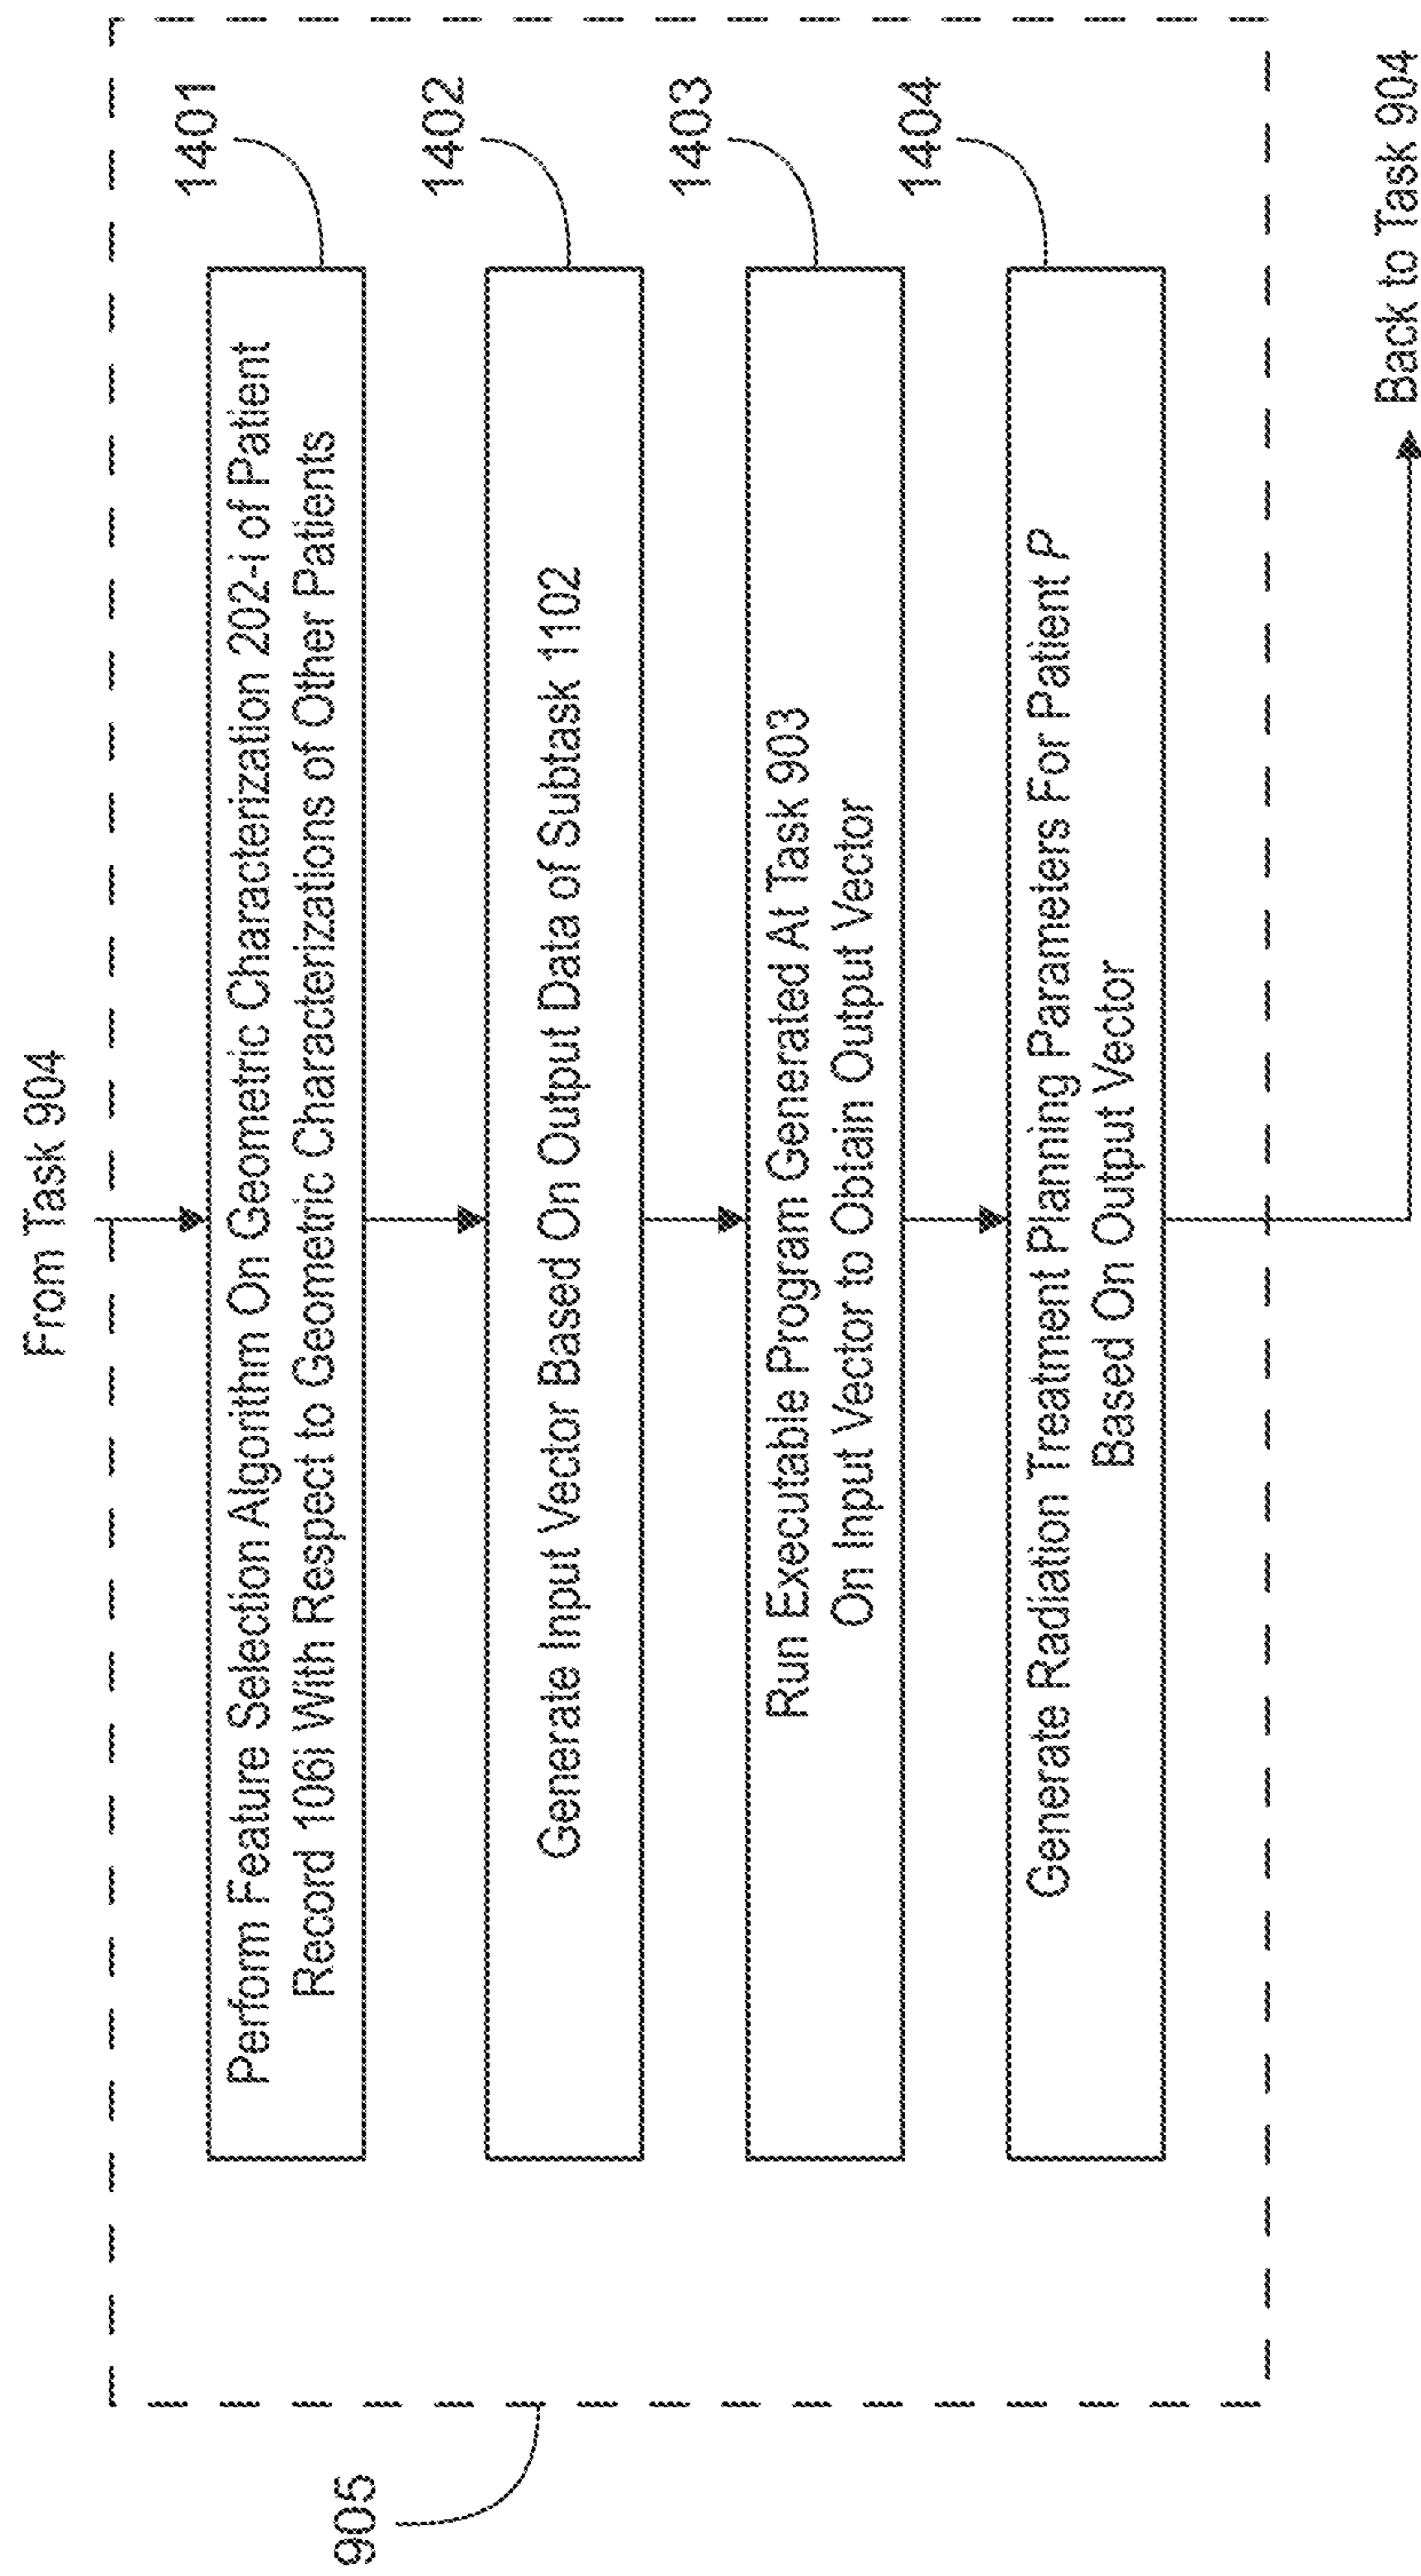 From Task 904
905
1401
Perform Feature Selection Algorithm On Geometric Characterization 202-i of Patient
Record 106i With Respect to Geometric Characterizations of Other Patients
1402
Generate Input Vector Based On Output Data of Subtask 1102
1403
Run Executable Program Generated At Task 903
On Input Vector to Obtain Output Vector
1404
Generate Radiation Treatment Planning Parameters For Patient P
Based On Output Vector
Back to Task 904